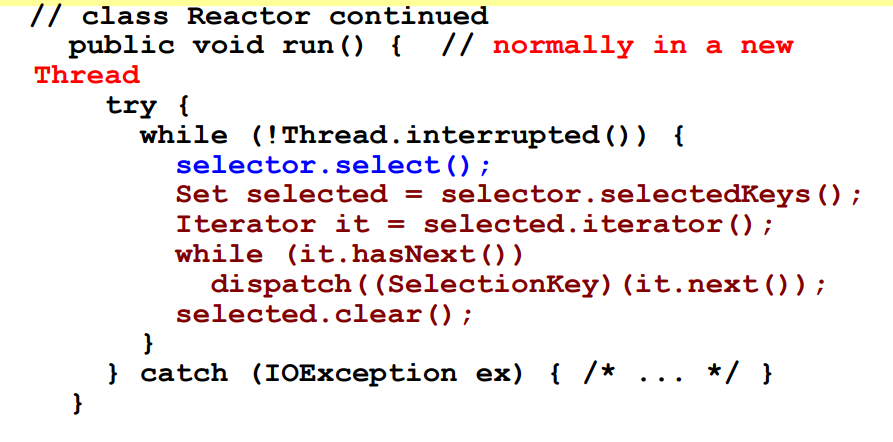 // class Reactor continued
public void run() { // normally in a new
Thread
try {
while (!Thread.interrupted()) {
selector.select();
Set selected = selector.selectedKeys();
Iterator it = selected.iterator();
while (it.hasNext())
dispatch((SelectionKey)(it.next());
selected.clear();
}
} catch (IOException ex) { /* ... */ }
}